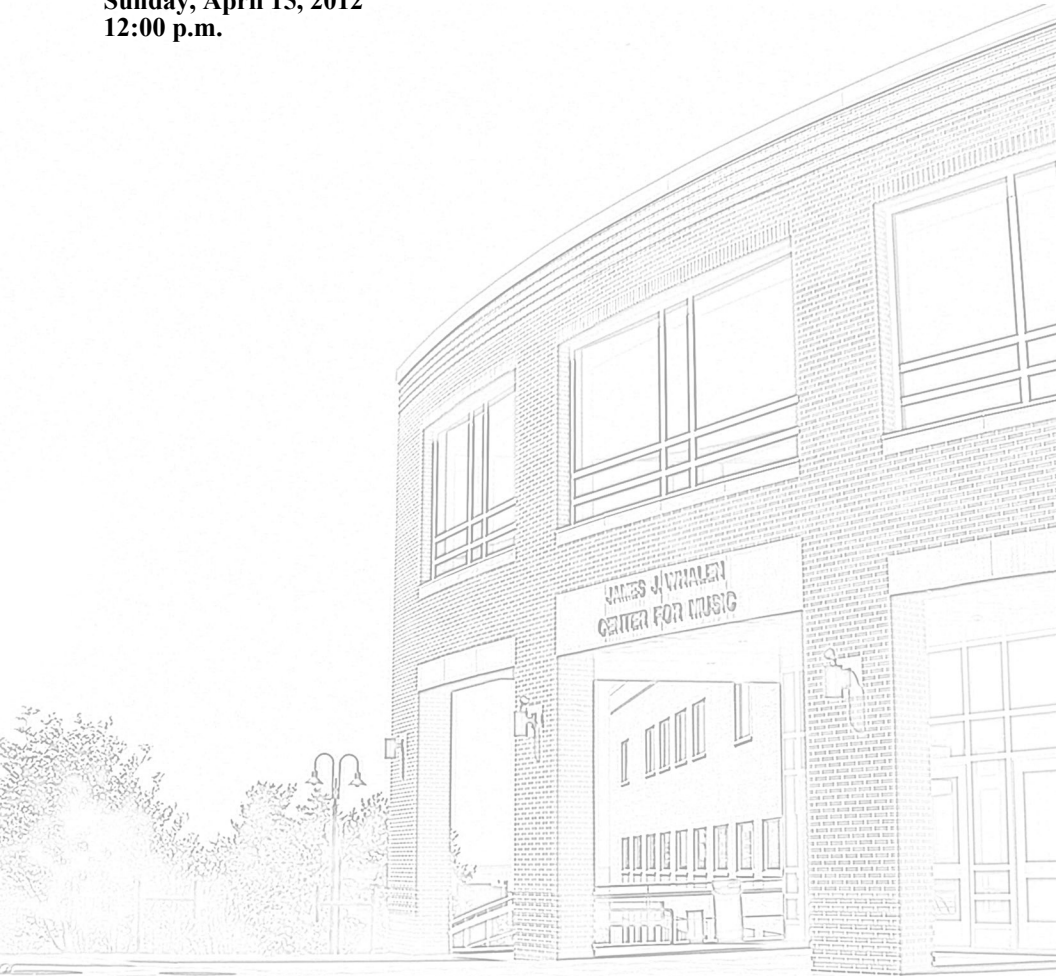 Sunday, April 15, 2012
12:00 p.m.
JAMES J. WHALEN
CENTER FOR MUSIC